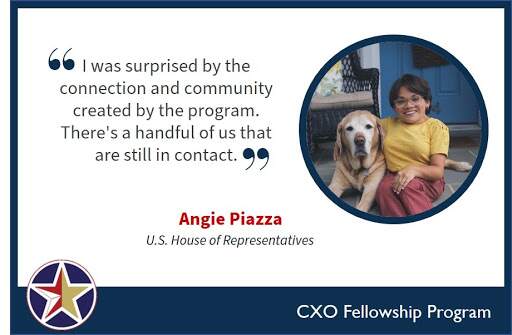 “ I was surprised by the
connection and community
created by the program.
There's a handful of us that
are still in contact. ”
Angie Piazza
U.S. House of Representatives
CXO Fellowship Program